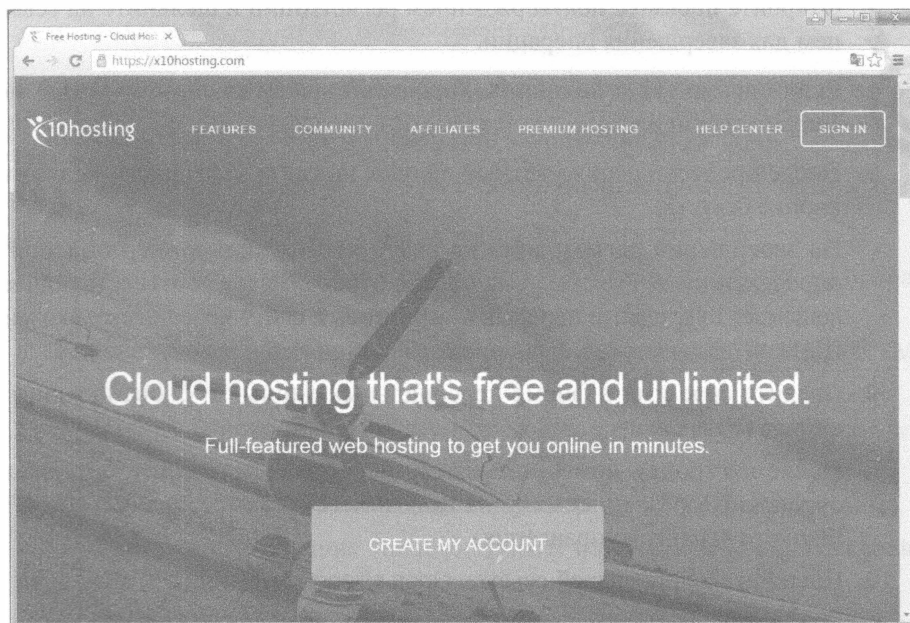 Free Hosting - Cloud Hos
https://x10hosting.com
x10hosting FEATURES COMMUNITY AFFILIATES PREMIUM HOSTING HELP CENTER SIGN IN
Cloud hosting that's free and unlimited.
Full-featured web hosting to get you online in minutes.
CREATE MY ACCOUNT